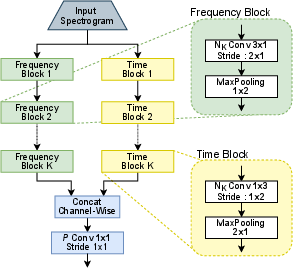 Input
Spectrogram
Frequency
Block 1
Time
Block 1
Frequency
Block 2
Time
Block 2
Frequency
Block K
Time
Block K
Concat
Channel-Wise
P Conv 1x1
Stride 1x1
Frequency Block
NK Conv 3x1
Stride : 2x1
MaxPooling
1x2
Time Block
NK Conv 1x3
Stride : 1x2
MaxPooling
2x1